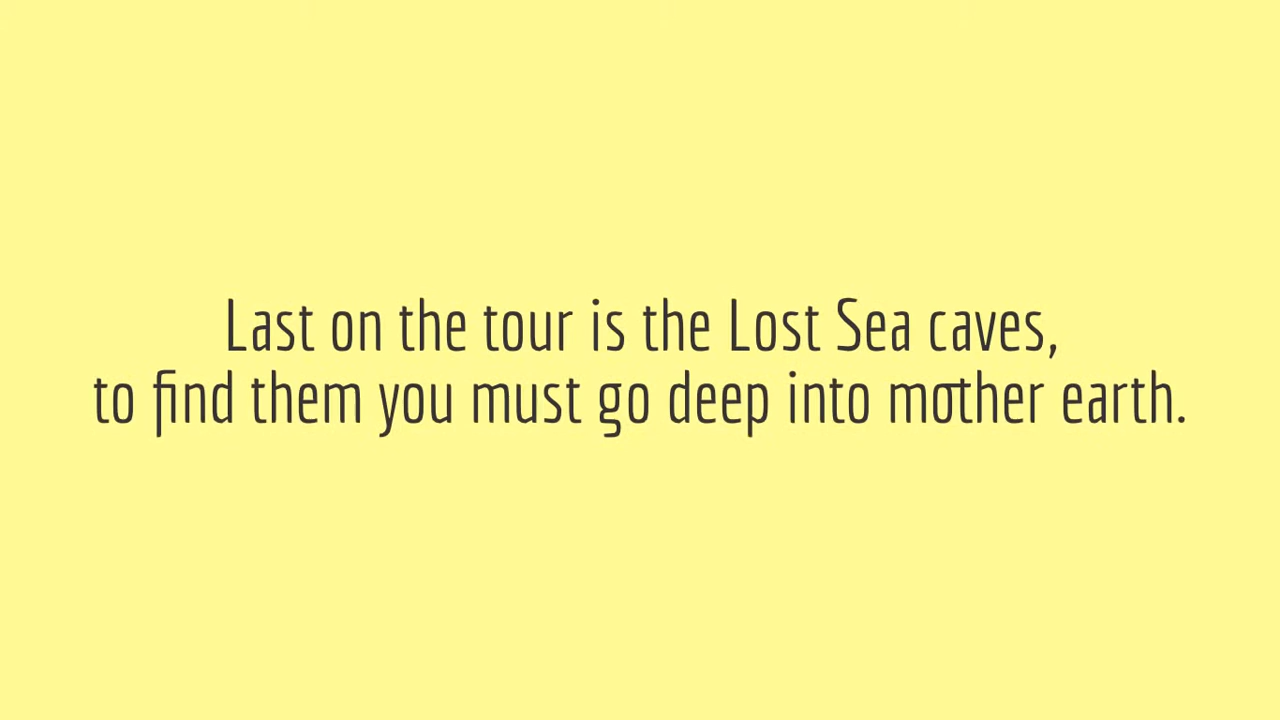 Last on the tour is the Lost Sea caves,
to find them you must go deep into mother earth.